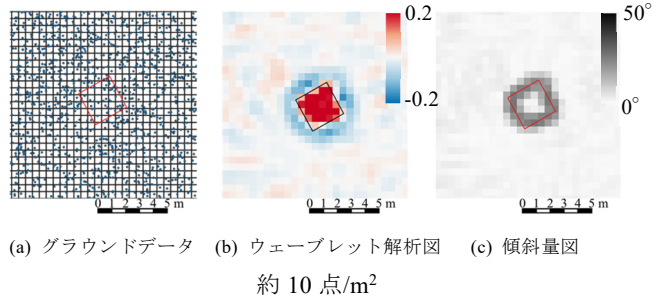 0.2
-0.2
50°
0°
0 1 2 3 4 5 m
0 1 2 3 4 5 m
0 1 2 3 4 5 m
(a) グラウンドデータ
(b) ウェーブレット解析図
(c) 傾斜量図
約 10 点/m²